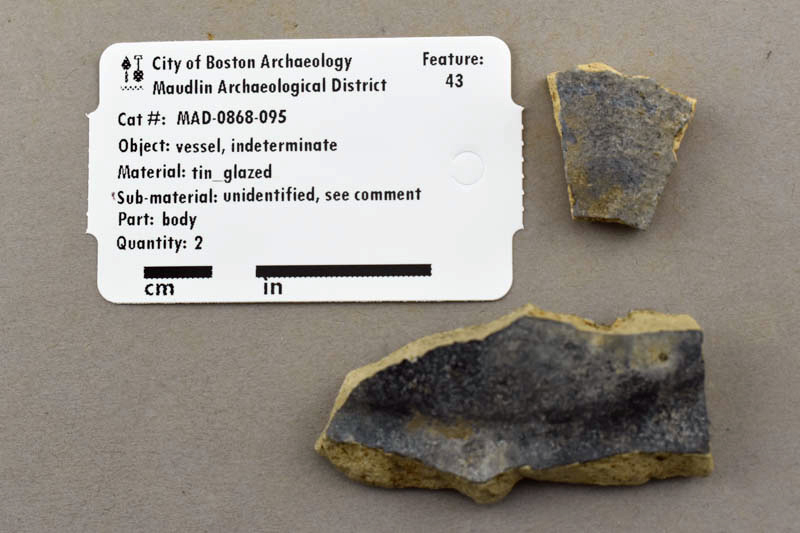 City of Boston Archaeology
Maudlin Archaeological District
Feature:
43
Cat #: MAD-0868-095
Object: vessel, indeterminate
Material: tin_glazed
Sub-material: unidentified, see comment
Part: body
Quantity: 2
cm in